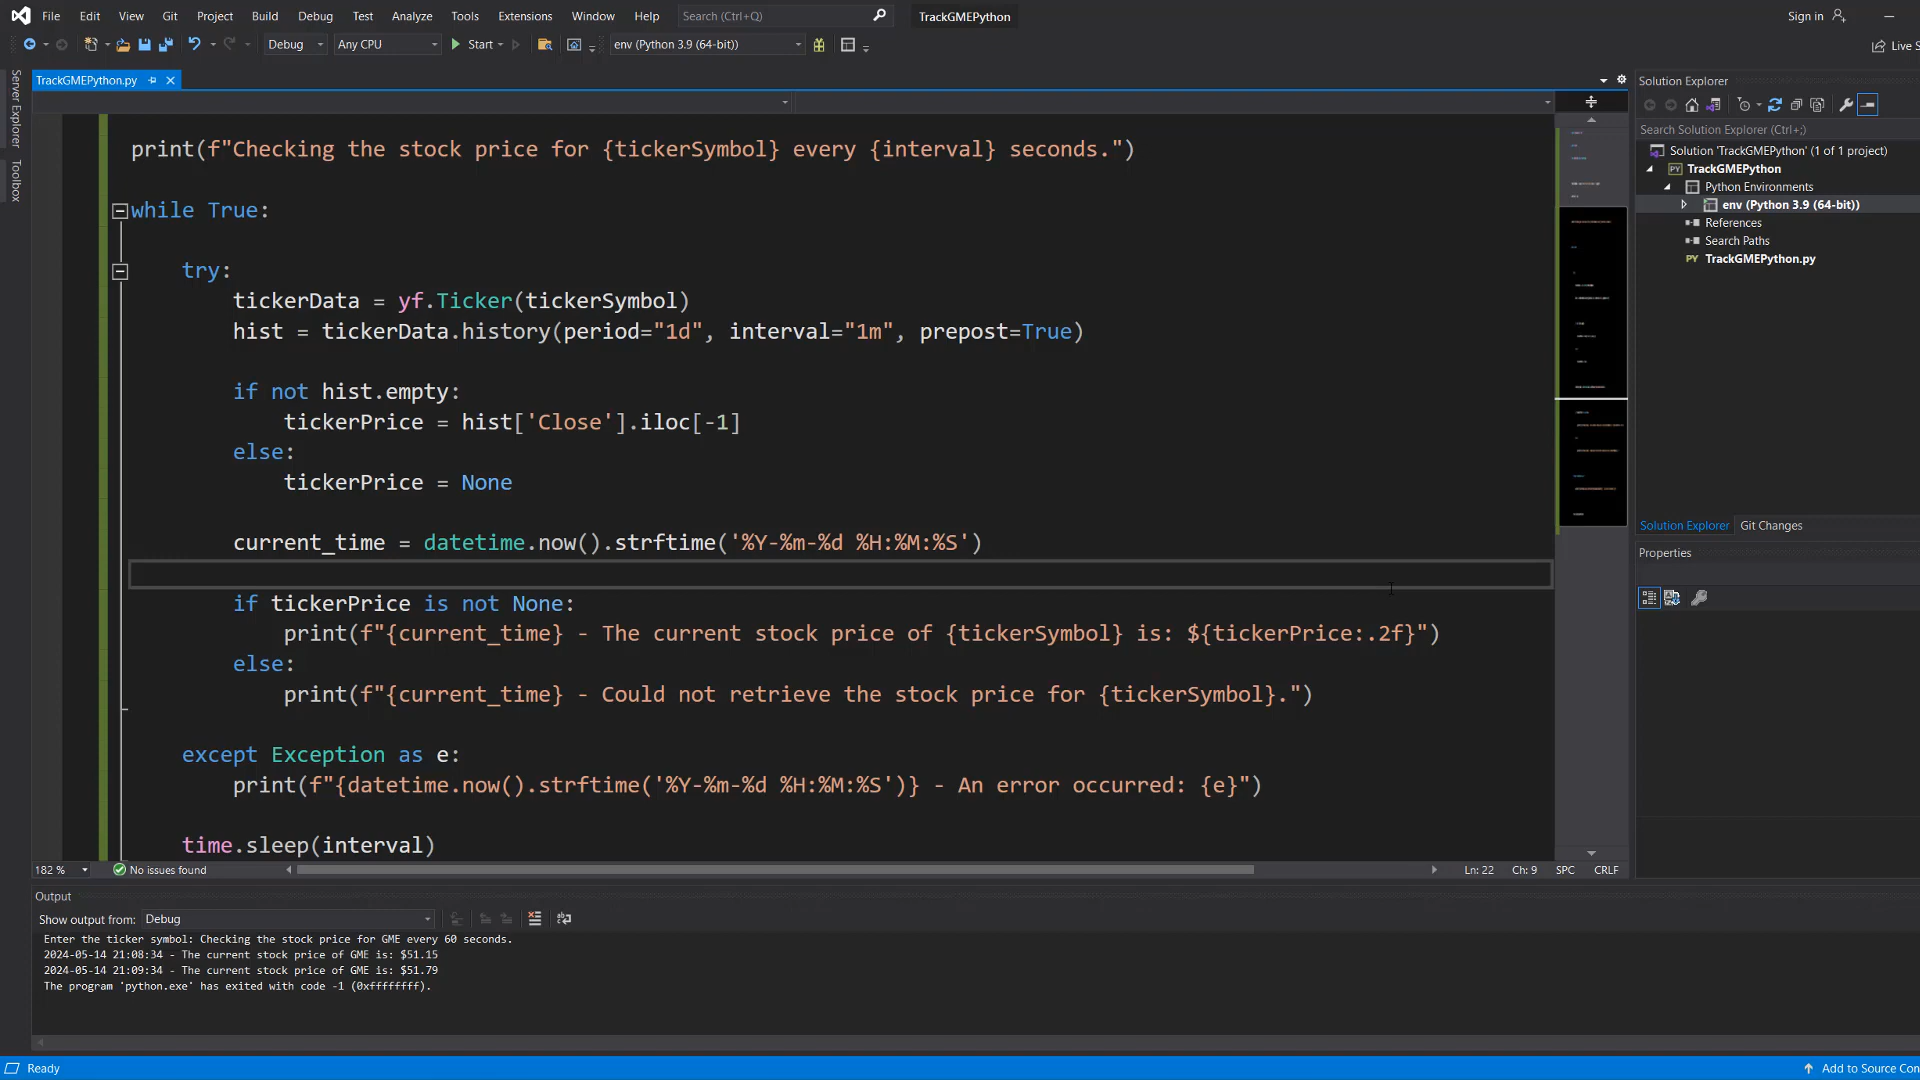 File Edit View Git Project Build Debug Test Analyze Tools Extensions Window Help Search (Ctrl+Q) TrackGMEPython Sign in
Debug Any CPU Start env (Python 3.9 (64-bit)) Live S
Server Explorer
Toolbox
TrackGMEPython.py
print(f"Checking the stock price for {tickerSymbol} every {interval} seconds.")
while True:
try:
tickerData = yf.Ticker(tickerSymbol)
hist = tickerData.history(period="1d", interval="1m", prepost=True)
if not hist.empty:
tickerPrice = hist['Close'].iloc[-1]
else:
tickerPrice = None
current_time = datetime.now().strftime('%Y-%m-%d %H:%M:%S')
if tickerPrice is not None:
print(f"{current_time} - The current stock price of {tickerSymbol} is: ${tickerPrice:.2f}")
else:
print(f"{current_time} - Could not retrieve the stock price for {tickerSymbol}.")
except Exception as e:
print(f"{datetime.now().strftime('%Y-%m-%d %H:%M:%S')} - An error occurred: {e}")
time.sleep(interval)
182 % No issues found Ln: 22 Ch: 9 SPC CRLF
Solution Explorer
Search Solution Explorer (Ctrl+;)
Solution 'TrackGMEPython' (1 of 1 project)
PY TrackGMEPython
Python Environments
env (Python 3.9 (64-bit))
References
Search Paths
PY TrackGMEPython.py
Solution Explorer Git Changes
Properties
Output
Show output from: Debug
Enter the ticker symbol: Checking the stock price for GME every 60 seconds.
2024-05-14 21:08:34 - The current stock price of GME is: $51.15
2024-05-14 21:09:34 - The current stock price of GME is: $51.79
The program 'python.exe' has exited with code -1 (0xffffffff).
Ready Add to Source Con